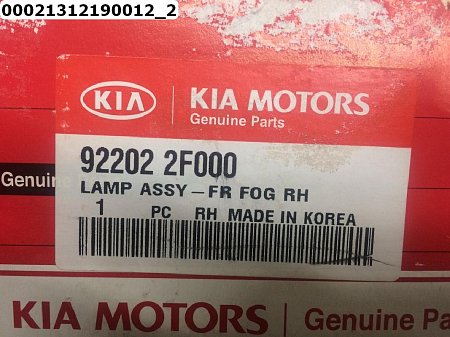 00021312190012_2
KIA | KIA MOTORS
Genuine Parts
92202 2F000
Genuine
LAMP ASSY-FR FOG RH
1 PC RH MADE IN KOREA
KIA MOTORS | Genuine Pa